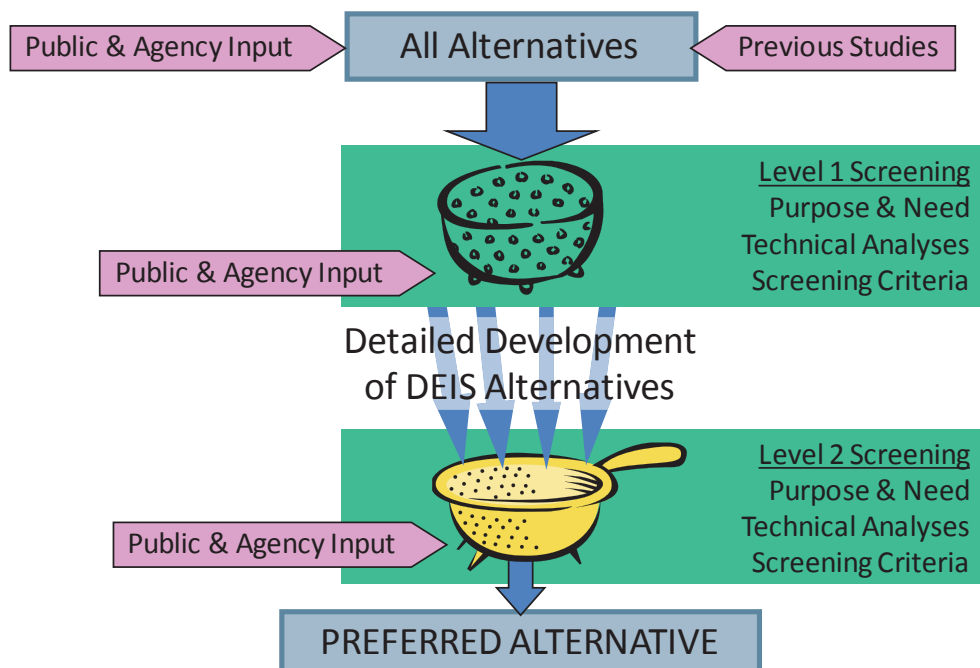 Public & Agency Input
All Alternatives
Previous Studies
Level 1 Screening
Purpose & Need
Technical Analyses
Screening Criteria
Public & Agency Input
Detailed Development
of DEIS Alternatives
Level 2 Screening
Purpose & Need
Technical Analyses
Screening Criteria
Public & Agency Input
PREFERRED ALTERNATIVE